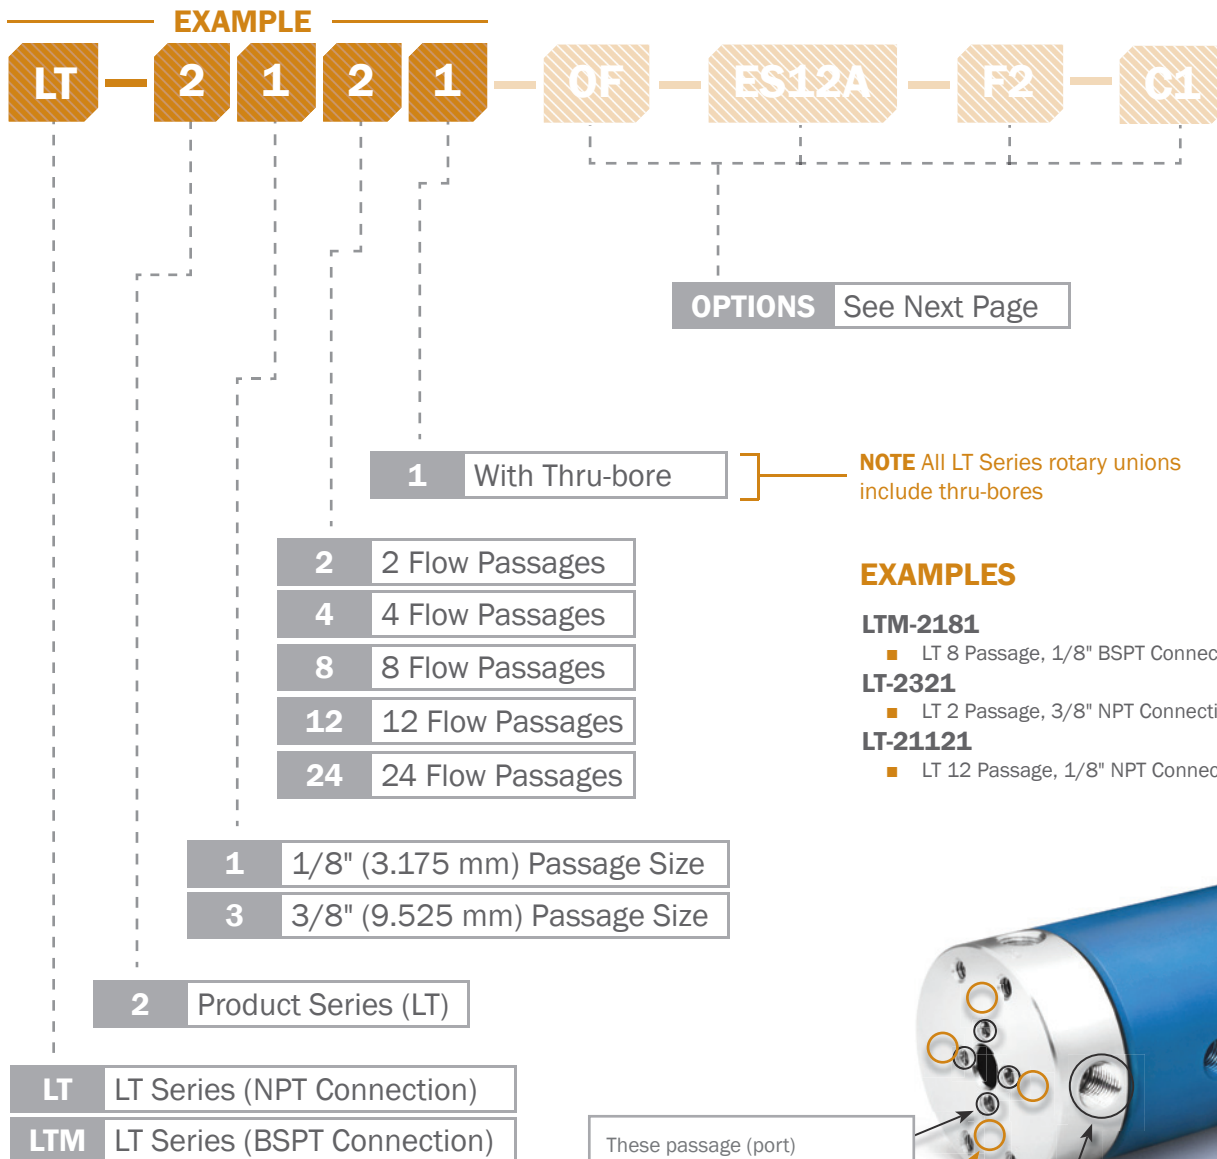 EXAMPLE
LT 2 1 2 1 OF ES12A F2 C1
OPTIONS See Next Page
1 With Thru-bore
NOTE All LT Series rotary unions
include thru-bores
2 2 Flow Passages
4 4 Flow Passages
8 8 Flow Passages
12 12 Flow Passages
24 24 Flow Passages
EXAMPLES
LTM-2181
LT 8 Passage, 1/8" BSPT Connec
LT-2321
LT 2 Passage, 3/8" NPT Connecti
LT-21121
LT 12 Passage, 1/8" NPT Connec
1 1/8" (3.175 mm) Passage Size
3 3/8" (9.525 mm) Passage Size
2 Product Series (LT)
LT LT Series (NPT Connection)
LTM LT Series (BSPT Connection)
These passage (port)